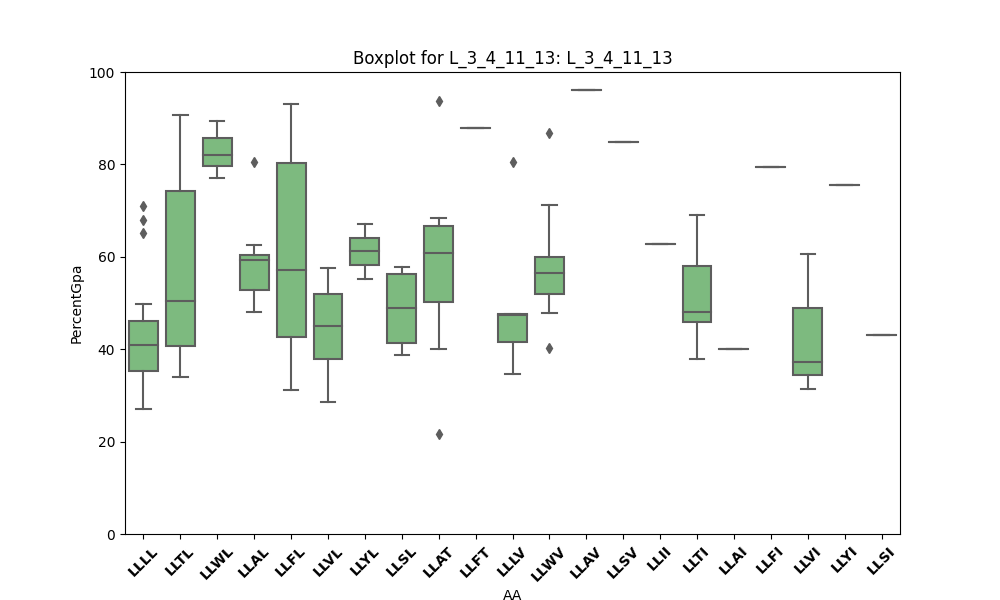 Boxplot for L_3_4_11_13: L_3_4_11_13
100
80
60
40
20
0
PercentGpa
LLLL
LLTL
LLWL
LLAL
LLFL
LLVL
LLYL
LLSL
LLAT
LLFT
LLLV
LLWV
LLAV
LLSV
LLII
LLTI
LLAI
LLFI
LLVI
LLYI
LLSI
AA